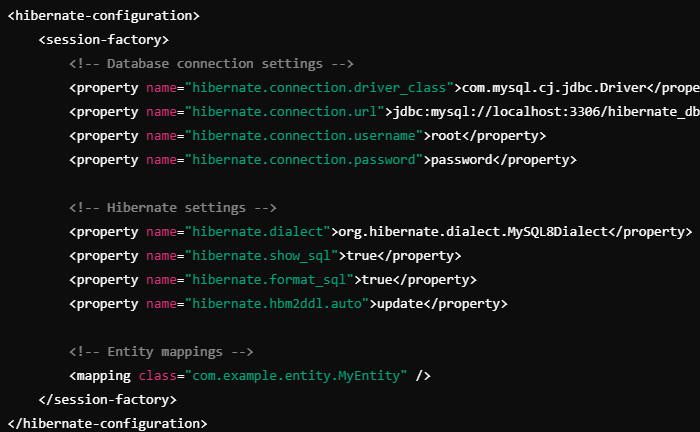 <hibernate-configuration>
    <session-factory>
        <!-- Database connection settings -->
        <property name="hibernate.connection.driver_class">com.mysql.cj.jdbc.Driver</prope
        <property name="hibernate.connection.url">jdbc:mysql://localhost:3306/hibernate_db
        <property name="hibernate.connection.username">root</property>
        <property name="hibernate.connection.password">password</property>

        <!-- Hibernate settings -->
        <property name="hibernate.dialect">org.hibernate.dialect.MySQL8Dialect</property>
        <property name="hibernate.show_sql">true</property>
        <property name="hibernate.format_sql">true</property>
        <property name="hibernate.hbm2ddl.auto">update</property>

        <!-- Entity mappings -->
        <mapping class="com.example.entity.MyEntity" />
    </session-factory>
</hibernate-configuration>